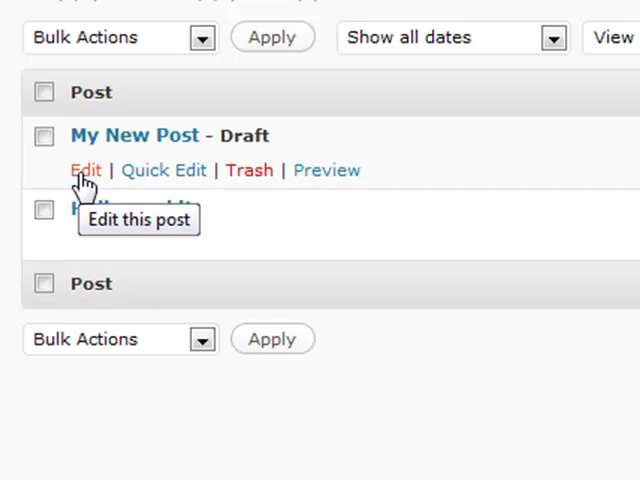 Bulk Actions Apply Show all dates View
Post
My New Post - Draft
Edit | Quick Edit | Trash | Preview
Edit this post
Post
Bulk Actions Apply